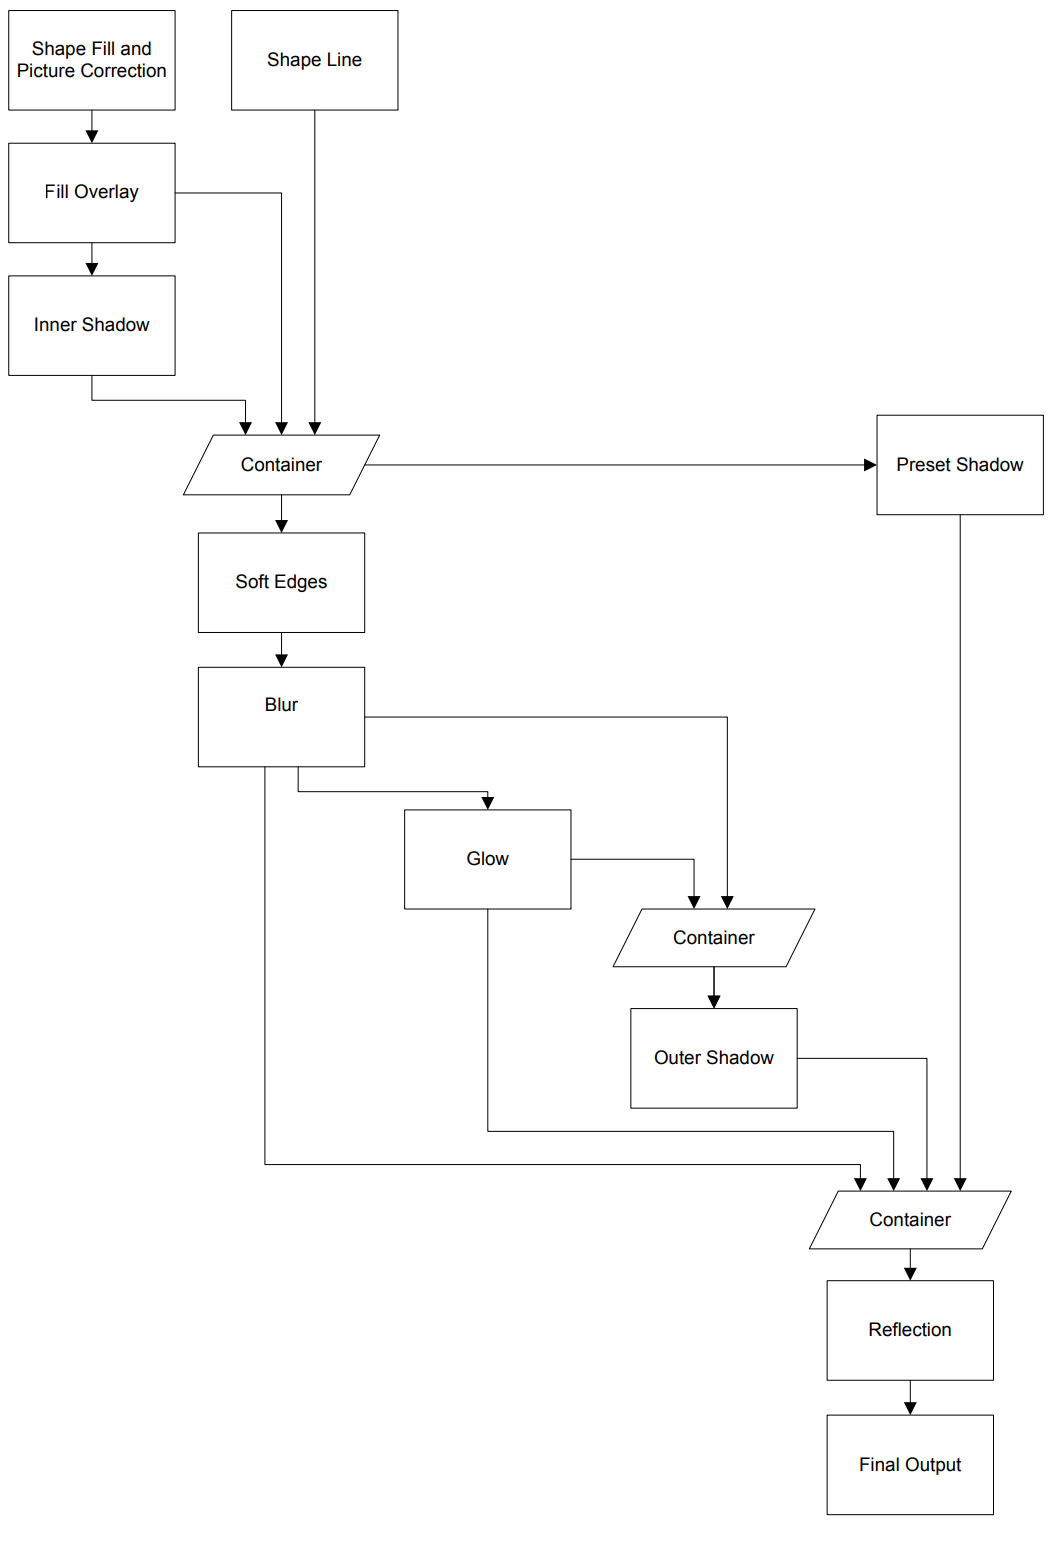 Shape Fill and
Picture Correction
Shape Line
Fill Overlay
Inner Shadow
Container
Preset Shadow
Soft Edges
Blur
Glow
Container
Outer Shadow
Container
Reflection
Final Output